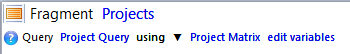 Fragment Projects
? Query Project Query using ▼ Project Matrix edit variables